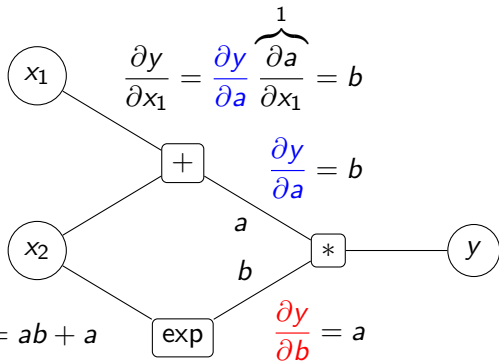 1
x₁ ∂y/∂x₁ = ∂y/∂a ∂a/∂x₁ = b
+ ∂y/∂a = b
a
x₂ b * y
= ab + a exp ∂y/∂b = a